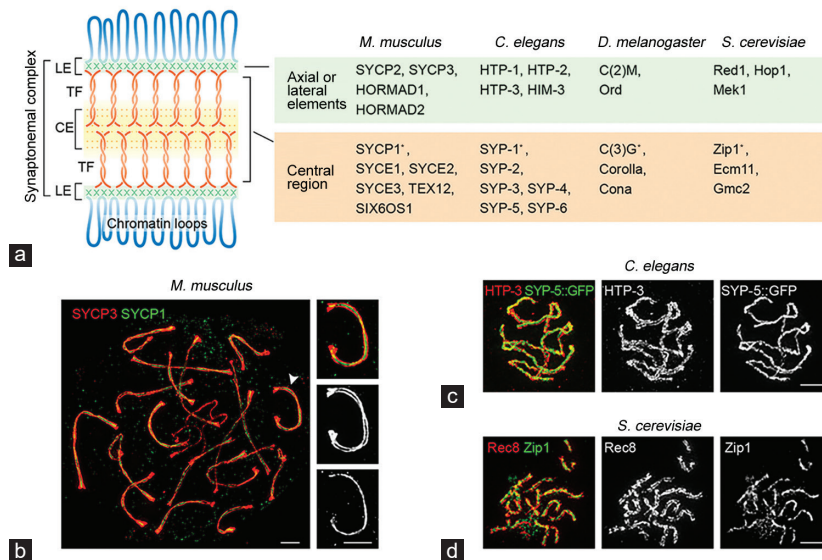 M. musculus C. elegans D. melanogaster S. cerevisiae
Synaptonemal complex
LE
TF
CE
TF
LE
Chromatin loops
Axial or
lateral
elements
SYCP2, SYCP3,
HORMAD1,
HORMAD2
HTP-1, HTP-2,
HTP-3, HIM-3
C(2)M,
Ord
Red1, Hop1,
Mek1
Central
region
SYCP1*,
SYCE1, SYCE2,
SYCE3, TEX12,
SIX6OS1
SYP-1*,
SYP-2,
SYP-3, SYP-4,
SYP-5, SYP-6
C(3)G*,
Corolla,
Cona
Zip1*,
Ecm11,
Gmc2
a
M. musculus
SYCP3 SYCP1
b
C. elegans
HTP-3 SYP-5::GFP
HTP-3
SYP-5::GFP
c
S. cerevisiae
Rec8 Zip1
Rec8
Zip1
d